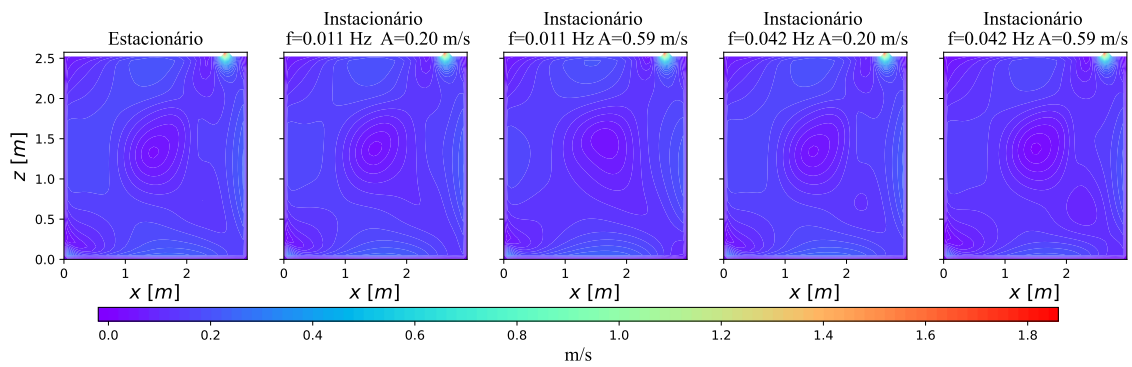 Estacionário
Instacionário
f=0.011 Hz  A=0.20 m/s
Instacionário
f=0.011 Hz A=0.59 m/s
Instacionário
f=0.042 Hz A=0.20 m/s
Instacionário
f=0.042 Hz A=0.59 m/s
2.5
2.0
1.5
1.0
0.5
0.0
z [m]
0 1 2
0 1 2
0 1 2
0 1 2
0 1 2
x [m]
x [m]
x [m]
x [m]
x [m]
0.0 0.2 0.4 0.6 0.8 1.0 1.2 1.4 1.6 1.8
m/s